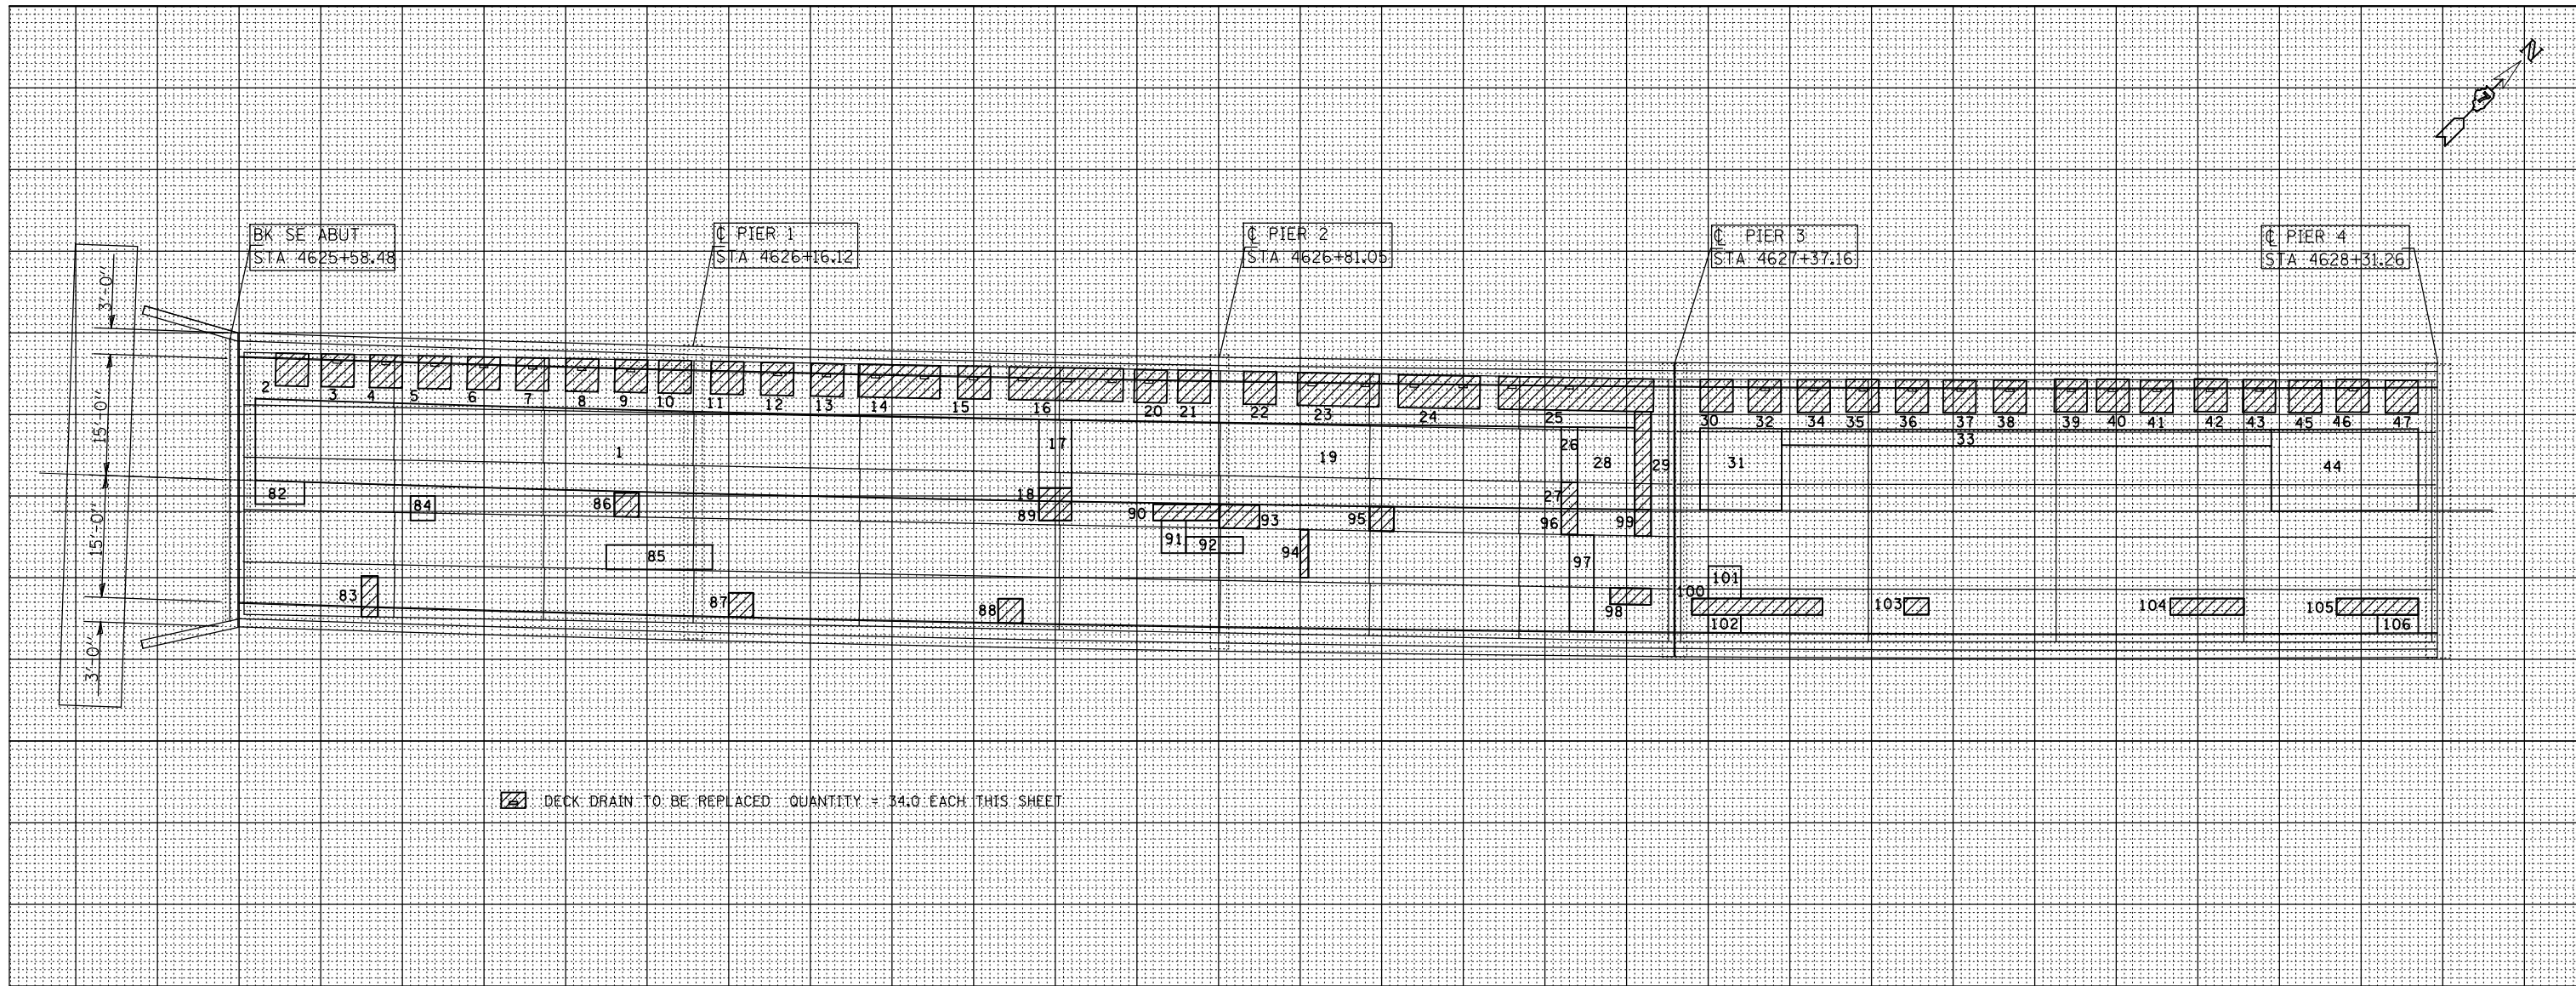 N
BK SE ABUT
STA 4625+58.48
℄ PIER 1
STA 4626+16.12
℄ PIER 2
STA 4626+81.05
℄ PIER 3
STA 4627+37.16
℄ PIER 4
STA 4628+31.26
3'-0"
15'-0"
15'-0"
3'-0"
2 3 4 5 6 7 8 9 10 11 12 13 14 15 16 20 21 22 23 24 25 30 32 34 35 36 37 38 39 40 41 42 43 45 46 47
1 17 19 26 28 29 31 33 44
82 84 86 18 89 90 93 95 27 96 99
85 91 92 94 97
83 87 88 98 100 101 102 103 104 105 106
DECK DRAIN TO BE REPLACED QUANTITY = 34.0 EACH THIS SHEET